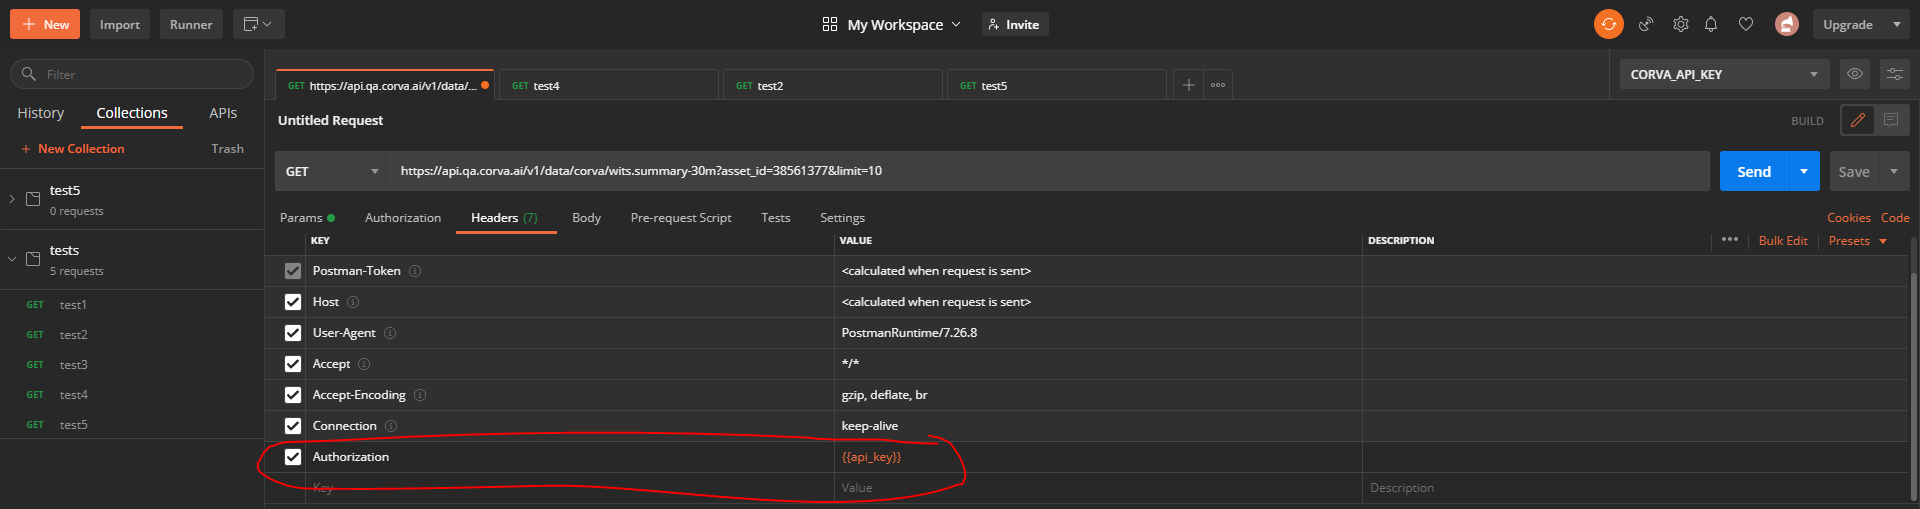 + New Import Runner My Workspace Invite Upgrade
Filter
GET https://api.qa.corva.ai/v1/data/... GET test4 GET test2 GET test5 + ooo CORVA_API_KEY
History Collections APIs
Untitled Request BUILD
+ New Collection Trash
GET https://api.qa.corva.ai/v1/data/corva/wits.summary-30m?asset_id=38561377&limit=10 Send Save
test5
0 requests
Params Authorization Headers (7) Body Pre-request Script Tests Settings Cookies Code
KEY VALUE DESCRIPTION ••• Bulk Edit Presets
tests
5 requests
Postman-Token <calculated when request is sent>
Host <calculated when request is sent>
GET test1
User-Agent PostmanRuntime/7.26.8
GET test2
Accept */*
GET test3
Accept-Encoding gzip, deflate, br
GET test4
Connection keep-alive
GET test5
Authorization {{api_key}}
Key Value Description